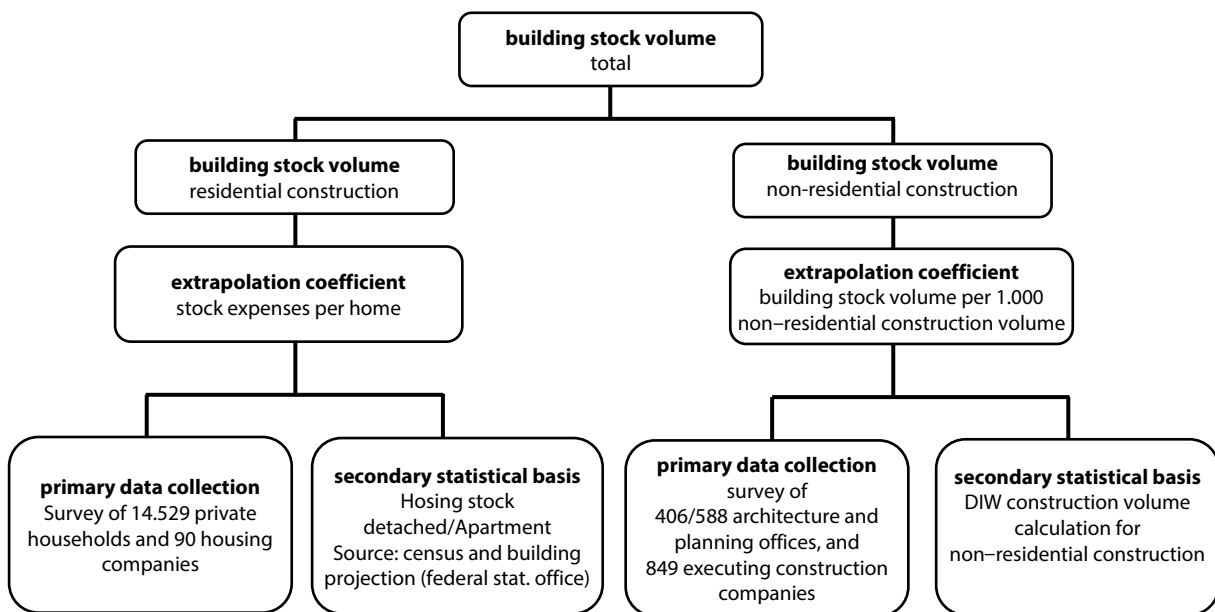 building stock volume
total
building stock volume
residential construction
building stock volume
non-residential construction
extrapolation coefficient
stock expenses per home
extrapolation coefficient
building stock volume per 1.000
non–residential construction volume
primary data collection
Survey of 14.529 private
households and 90 housing
companies
secondary statistical basis
Hosing stock
detached/Apartment
Source: census and building
projection (federal stat. office)
primary data collection
survey of
406/588 architecture and
planning offices, and
849 executing construction
companies
secondary statistical basis
DIW construction volume
calculation for
non–residential construction